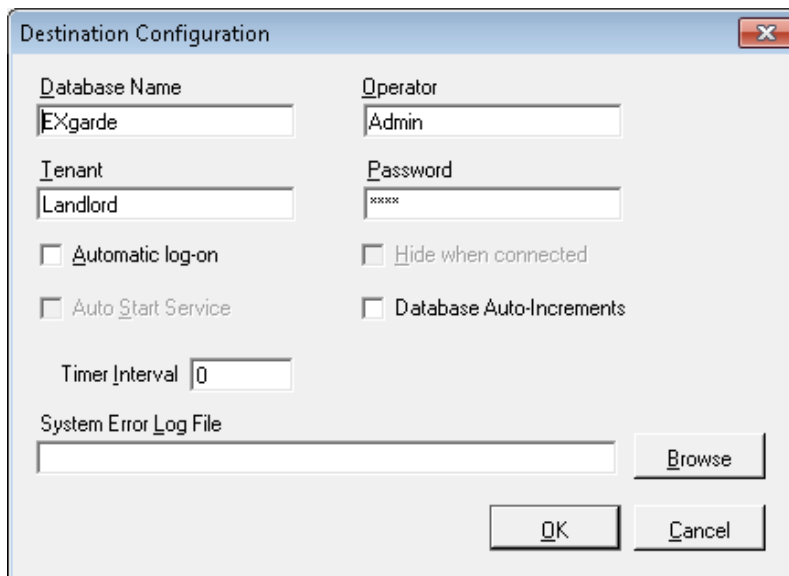 Destination Configuration
Database Name
Operator
EXgarde
Admin
Tenant
Password
Landlord
****
Automatic log-on
Hide when connected
Auto Start Service
Database Auto-Increments
Timer Interval 0
System Error Log File
Browse
OK
Cancel